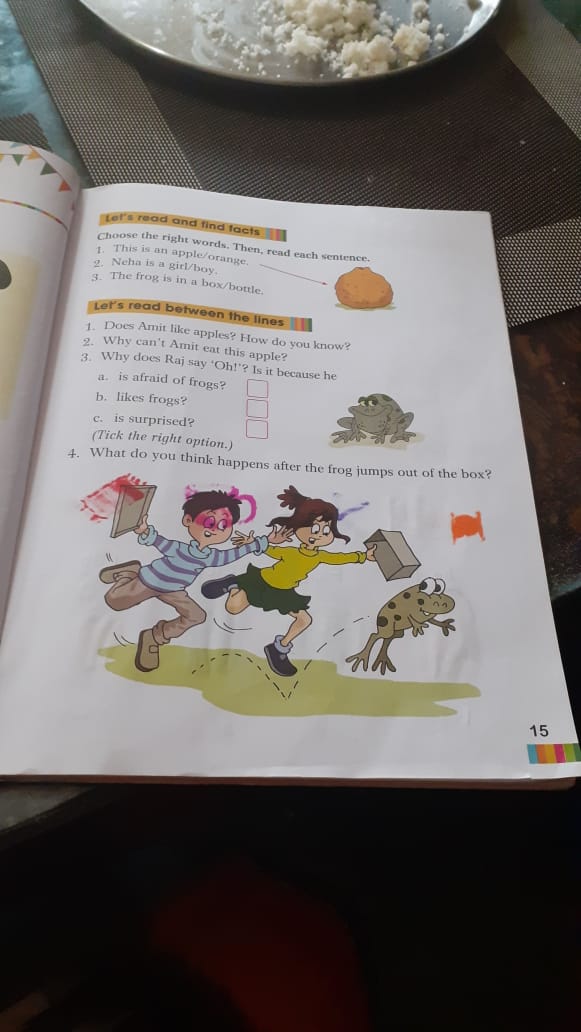 Let's read and find facts
Choose the right words. Then, read each sentence.
1. This is an apple/orange.
2. Neha is a girl/boy.
3. The frog is in a box/bottle.
Let's read between the lines
1. Does Amit like apples? How do you know?
2. Why can't Amit eat this apple?
3. Why does Raj say 'Oh!'? Is it because he
a. is afraid of frogs?
b. likes frogs?
c. is surprised?
(Tick the right option.)
4. What do you think happens after the frog jumps out of the box?
15